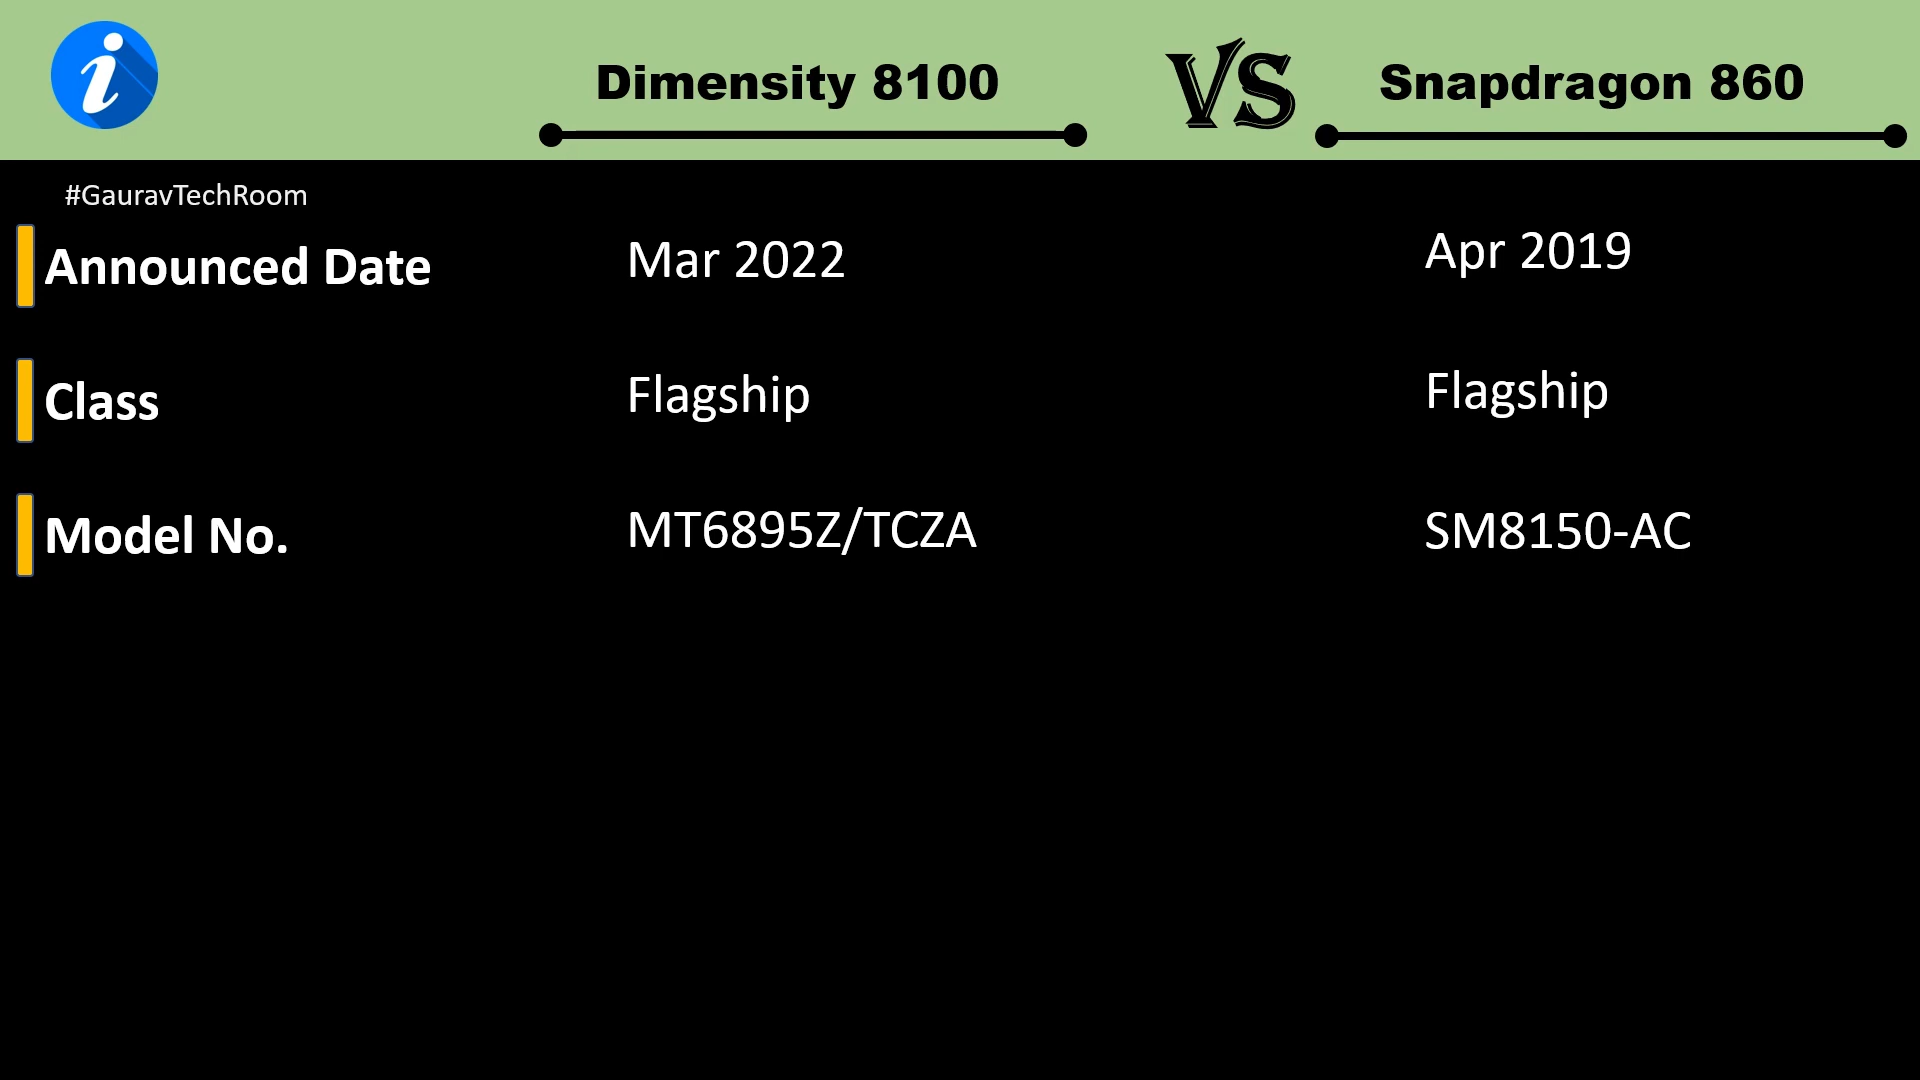 i
Dimensity 8100 VS Snapdragon 860
#GauravTechRoom
Announced Date Mar 2022 Apr 2019
Class Flagship Flagship
Model No. MT6895Z/TCZA SM8150-AC